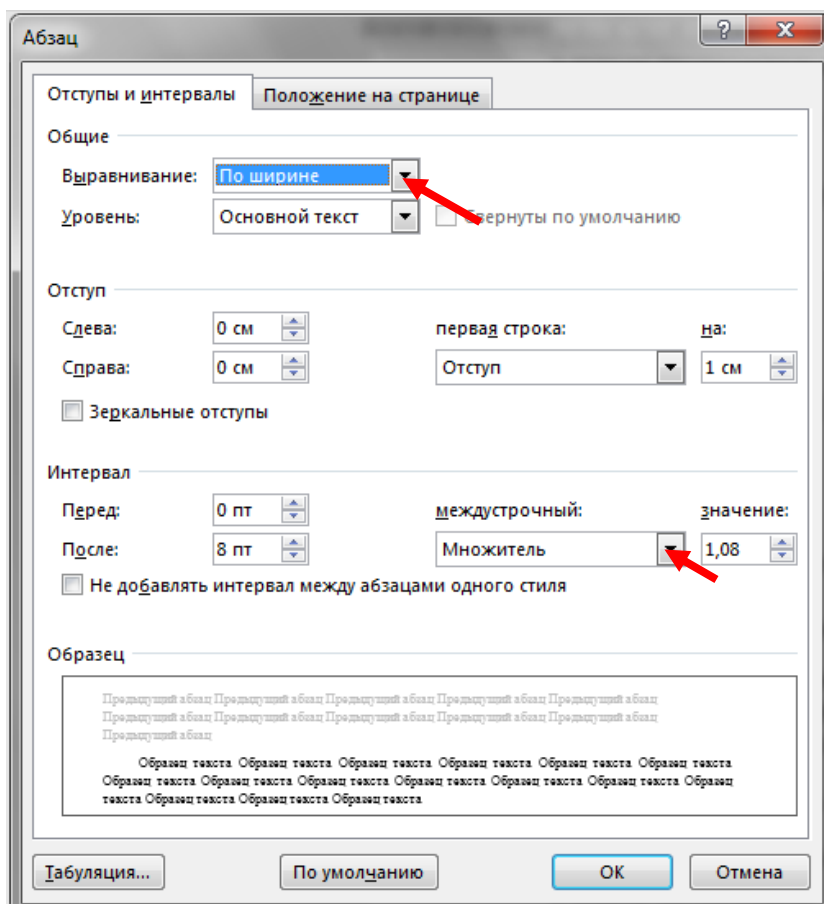 Абзац
Отступы и интервалы Положение на странице
Общие
Выравнивание: По ширине
Уровень: Основной текст Свернуты по умолчанию
Отступ
Слева: 0 см первая строка: на:
Справа: 0 см Отступ 1 см
Зеркальные отступы
Интервал
Перед: 0 пт междустрочный: значение:
После: 8 пт Множитель 1,08
Не добавлять интервал между абзацами одного стиля
Образец
Предыдущий абзац Предыдущий абзац Предыдущий абзац Предыдущий абзац Предыдущий абзац
Предыдущий абзац Предыдущий абзац Предыдущий абзац Предыдущий абзац Предыдущий абзац
Предыдущий абзац
Образец текста Образец текста Образец текста Образец текста Образец текста Образец текста
Образец текста Образец текста Образец текста Образец текста Образец текста Образец текста Образец
текста Образец текста Образец текста Образец текста
Табуляция... По умолчанию ОК Отмена